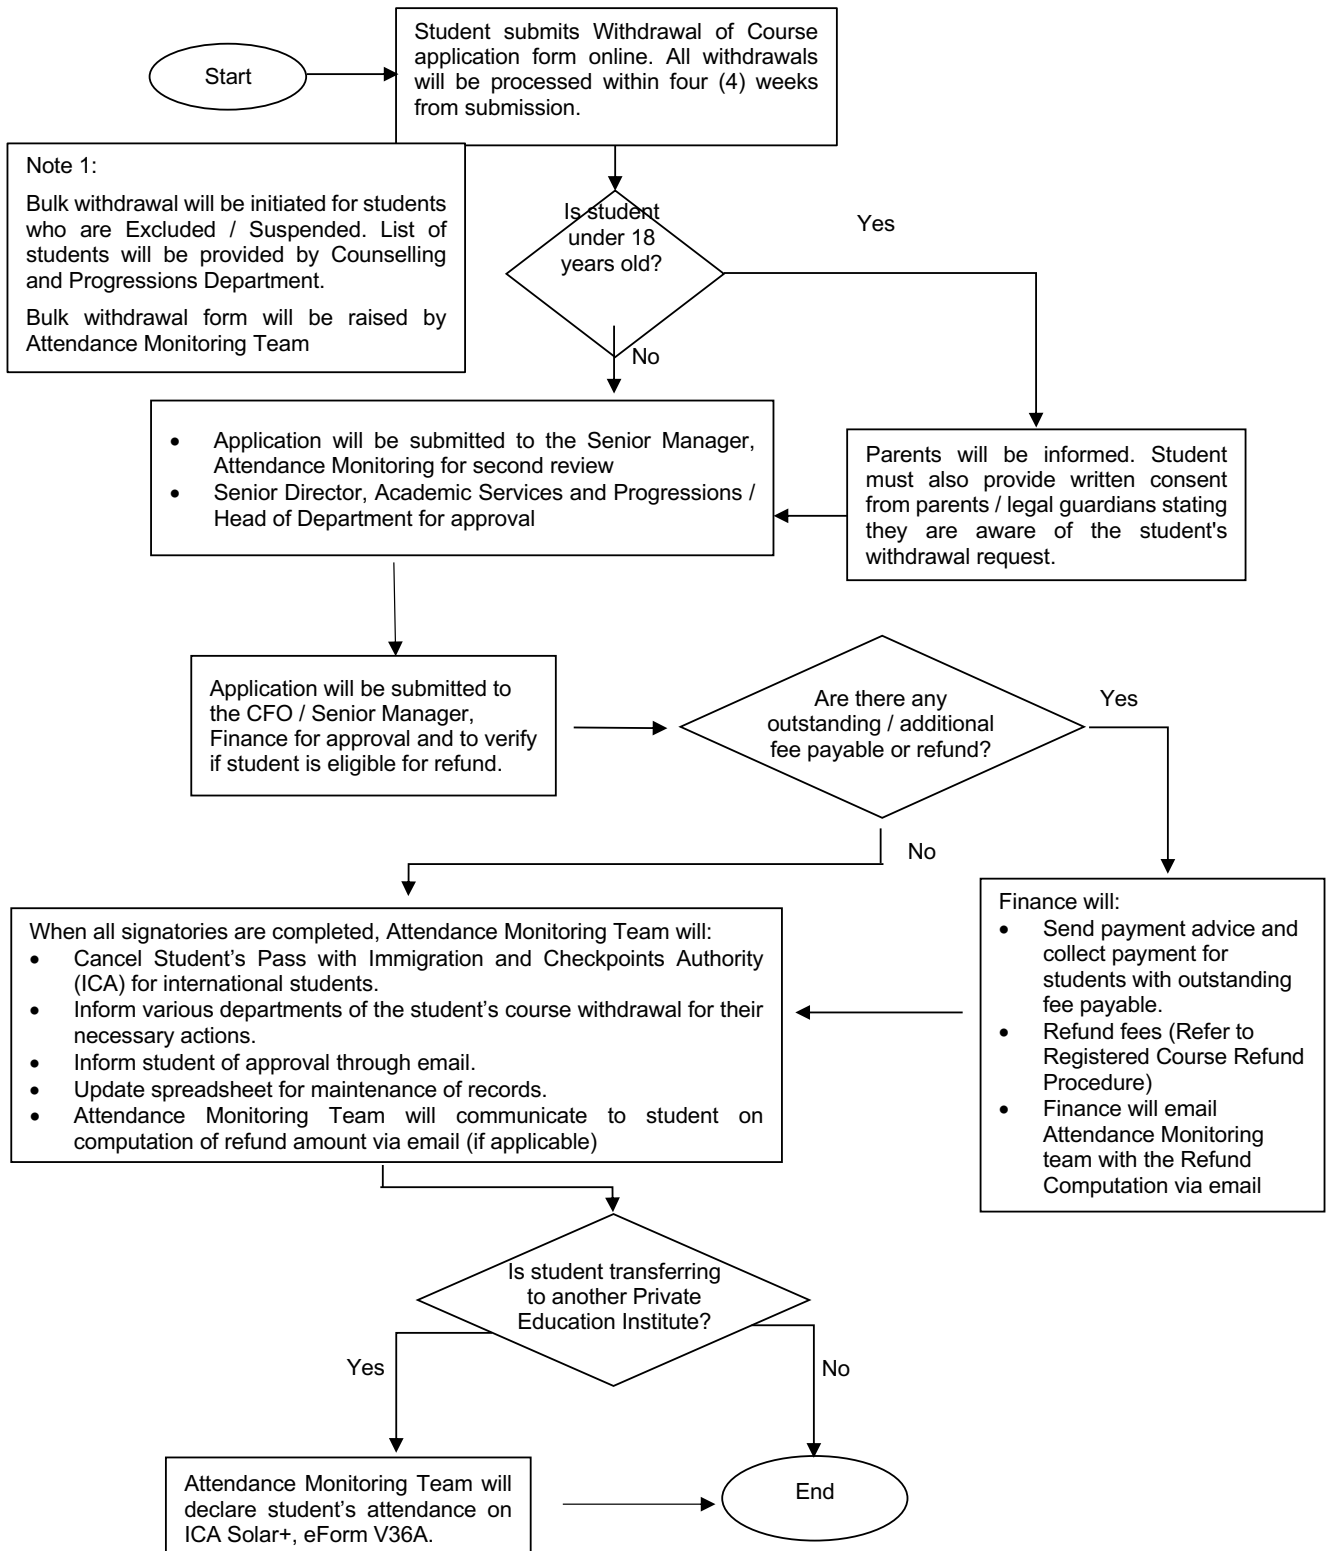 Start
Student submits Withdrawal of Course
application form online. All withdrawals
will be processed within four (4) weeks
from submission.
Note 1:
Bulk withdrawal will be initiated for students
who are Excluded / Suspended. List of
students will be provided by Counselling
and Progressions Department.
Bulk withdrawal form will be raised by
Attendance Monitoring Team
Is student
under 18
years old?
Yes
No
• Application will be submitted to the Senior Manager,
Attendance Monitoring for second review
• Senior Director, Academic Services and Progressions /
Head of Department for approval
Parents will be informed. Student
must also provide written consent
from parents / legal guardians stating
they are aware of the student's
withdrawal request.
Application will be submitted to
the CFO / Senior Manager,
Finance for approval and to verify
if student is eligible for refund.
Are there any
outstanding / additional
fee payable or refund?
Yes
No
When all signatories are completed, Attendance Monitoring Team will:
• Cancel Student’s Pass with Immigration and Checkpoints Authority
(ICA) for international students.
• Inform various departments of the student’s course withdrawal for their
necessary actions.
• Inform student of approval through email.
• Update spreadsheet for maintenance of records.
• Attendance Monitoring Team will communicate to student on
computation of refund amount via email (if applicable)
Finance will:
• Send payment advice and
collect payment for
students with outstanding
fee payable.
• Refund fees (Refer to
Registered Course Refund
Procedure)
• Finance will email
Attendance Monitoring
team with the Refund
Computation via email
Is student transferring
to another Private
Education Institute?
Yes
No
Attendance Monitoring Team will
declare student’s attendance on
ICA Solar+, eForm V36A.
End